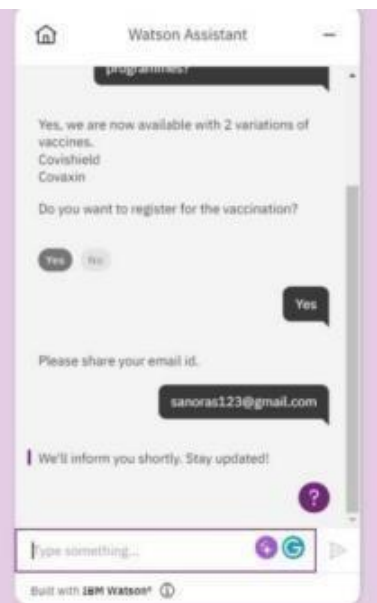 Watson Assistant
programmes?
Yes, we are now available with 2 variations of
vaccines.
Covishield
Covaxin
Do you want to register for the vaccination?
Yes No
Yes
Please share your email id.
sanoras123@gmail.com
We'll inform you shortly. Stay updated!
?
Type something...
Built with IBM Watson®